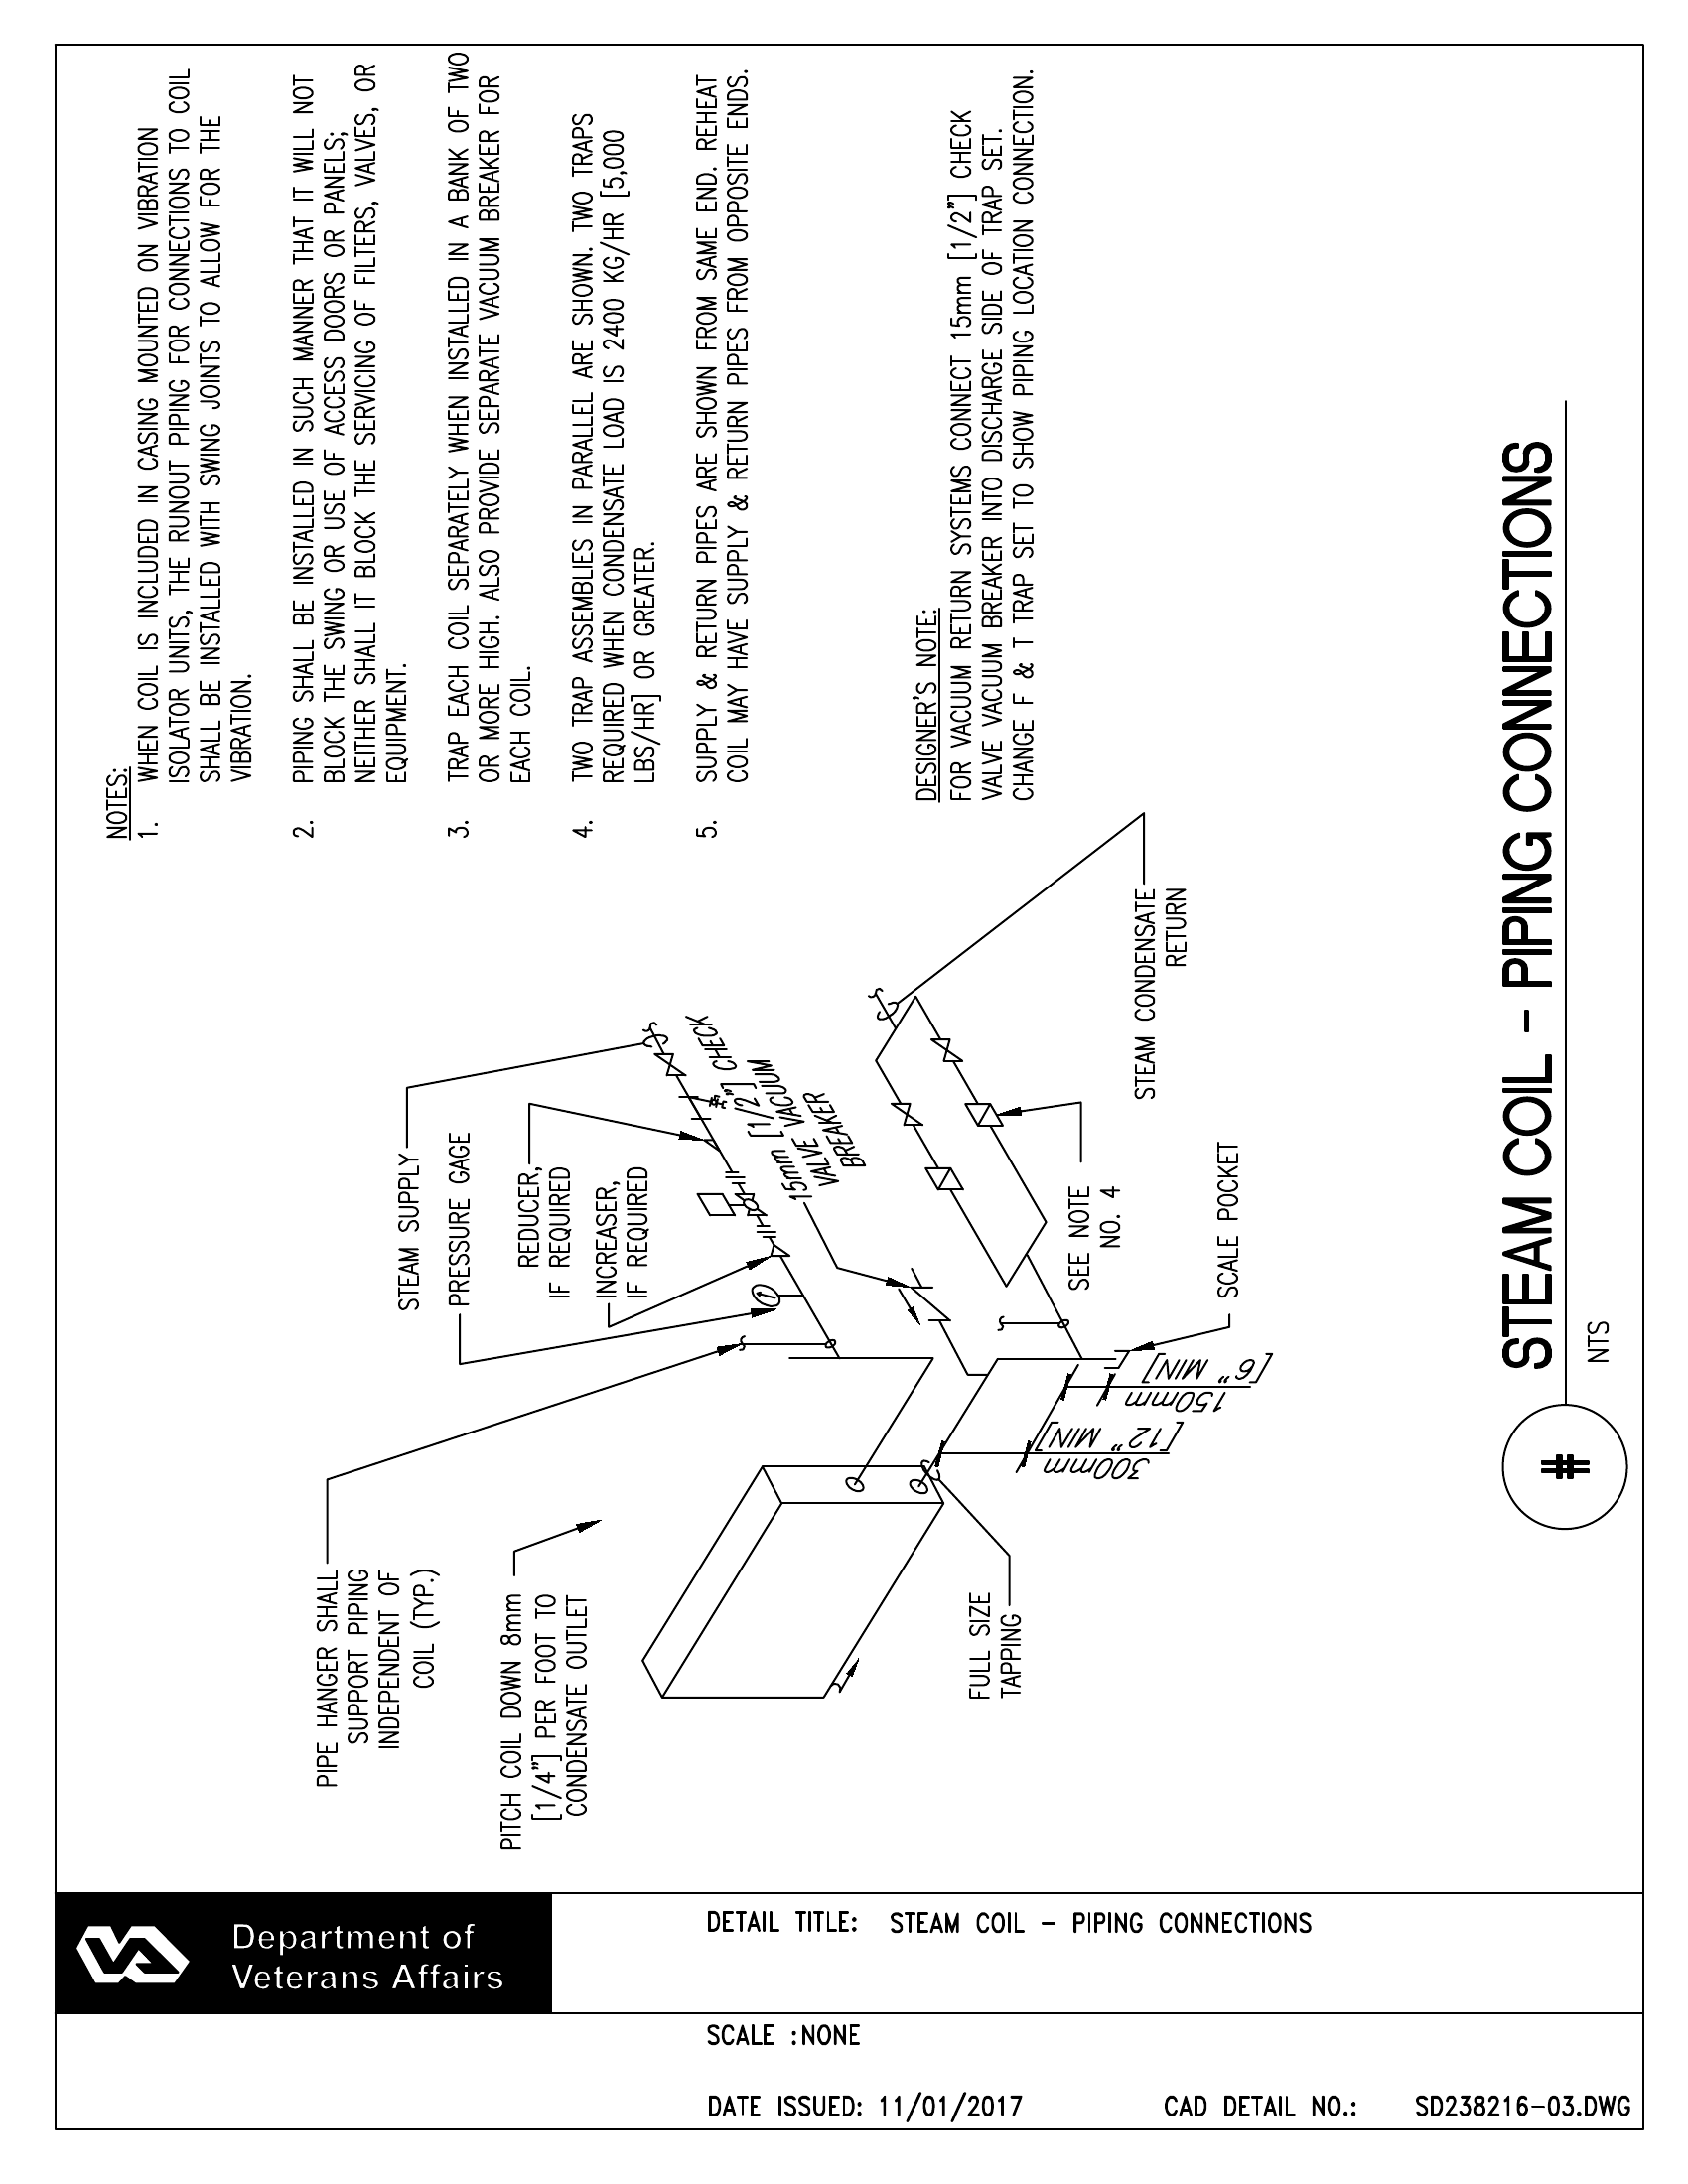 NOTES:
1. WHEN COIL IS INCLUDED IN CASING MOUNTED ON VIBRATION
ISOLATOR UNITS, THE RUNOUT PIPING FOR CONNECTIONS TO COIL
SHALL BE INSTALLED WITH SWING JOINTS TO ALLOW FOR THE
VIBRATION.
2. PIPING SHALL BE INSTALLED IN SUCH MANNER THAT IT WILL NOT
BLOCK THE SWING OR USE OF ACCESS DOORS OR PANELS;
NEITHER SHALL IT BLOCK THE SERVICING OF FILTERS, VALVES, OR
EQUIPMENT.
3. TRAP EACH COIL SEPARATELY WHEN INSTALLED IN A BANK OF TWO
OR MORE HIGH. ALSO PROVIDE SEPARATE VACUUM BREAKER FOR
EACH COIL.
4. TWO TRAP ASSEMBLIES IN PARALLEL ARE SHOWN. TWO TRAPS
REQUIRED WHEN CONDENSATE LOAD IS 2400 KG/HR [5,000
LBS/HR] OR GREATER.
5. SUPPLY & RETURN PIPES ARE SHOWN FROM SAME END. REHEAT
COIL MAY HAVE SUPPLY & RETURN PIPES FROM OPPOSITE ENDS.
DESIGNER'S NOTE:
FOR VACUUM RETURN SYSTEMS CONNECT 15mm [1/2"] CHECK
VALVE VACUUM BREAKER INTO DISCHARGE SIDE OF TRAP SET.
CHANGE F & T TRAP SET TO SHOW PIPING LOCATION CONNECTION.
PIPE HANGER SHALL
SUPPORT PIPING
INDEPENDENT OF
COIL (TYP.)
PITCH COIL DOWN 8mm
[1/4"] PER FOOT TO
CONDENSATE OUTLET
STEAM SUPPLY
PRESSURE GAGE
REDUCER,
IF REQUIRED
INCREASER,
IF REQUIRED
15mm [1/2"] CHECK
VALVE VACUUM
BREAKER
STEAM CONDENSATE
RETURN
SEE NOTE
NO. 4
SCALE POCKET
150mm
[6" MIN]
300mm
[12" MIN]
FULL SIZE
TAPPING
#
STEAM COIL - PIPING CONNECTIONS
NTS
Department of
Veterans Affairs
DETAIL TITLE: STEAM COIL - PIPING CONNECTIONS
SCALE :NONE
DATE ISSUED: 11/01/2017
CAD DETAIL NO.: SD238216-03.DWG